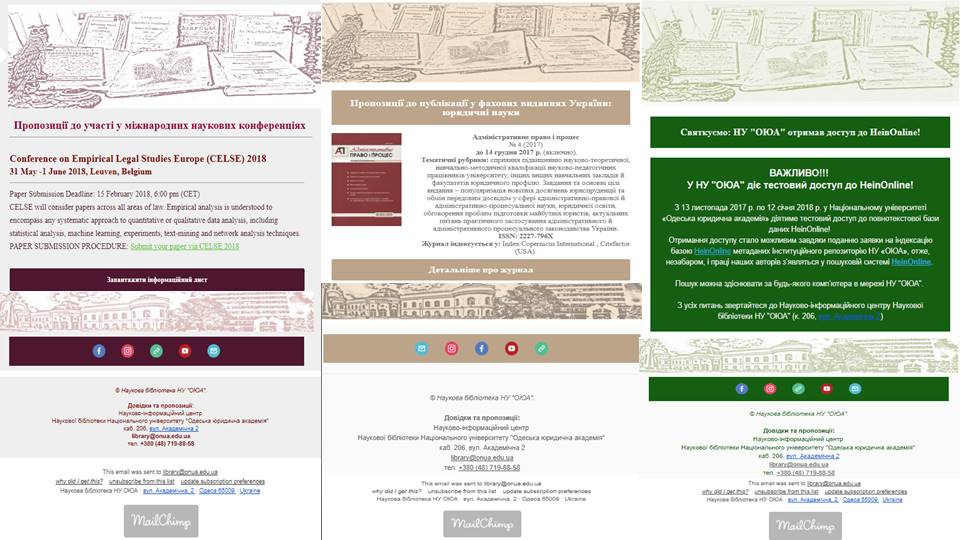 Пропозиції до участі у міжнародних наукових конференціях
Conference on Empirical Legal Studies Europe (CELSE) 2018
31 May -1 June 2018, Leuven, Belgium
Paper Submission Deadline: 15 February 2018, 6:00 pm (CET)
CELSE will consider papers across all areas of law. Empirical analysis is understood to
encompass any systematic approach to quantitative or qualitative data analysis, including
statistical analysis, machine learning, experiments, text-mining and network analysis techniques.
PAPER SUBMISSION PROCEDURE: Submit your paper via CELSE 2018
Завантажити інформаційний лист
© Наукова бібліотека НУ "ОЮА".
Довідки та пропозиції:
Науково-інформаційний центр
Наукової бібліотеки Національного університету "Одеська юридична академія"
каб. 206, вул. Академічна 2
library@onua.edu.ua
тел. +380 (48) 719-88-58
This email was sent to library@onua.edu.ua
why did I get this? unsubscribe from this list update subscription preferences
Наукова бібліотека НУ ОЮА · вул. Академічна, 2 · Одеса 65009 · Ukraine
MailChimp
Пропозиції до публікації у фахових виданнях України:
юридичні науки
Адміністративне право і процес
№ 4 (2017)
до 14 грудня 2017 р. (включно).
Тематичні рубрики: сприяння підвищенню науково-теоретичної,
навчально-методичної кваліфікації науково-педагогічних
працівників університету, інших вищих навчальних закладів й
факультетів юридичного профілю. Завдання та основні цілі
видання – популяризація новітніх досягнень юриспруденції та
обмін передовим досвідом у сфері адміністративно-правової й
адміністративно-процесуальної науки, юридичної освіти,
обговорення проблем підготовки майбутніх юристів, актуальних
питань практичного застосування адміністративного й
адміністративного процесуального законодавства України.
ISSN: 2227-796X
Журнал індексується у: Index Copernicus International , Citefactor
(USA).
АП Адміністративне
ПРАВО І ПРОЦЕС
Детальніше про журнал
© Наукова бібліотека НУ "ОЮА".
Довідки та пропозиції:
Науково-інформаційний центр
Наукової бібліотеки Національного університету "Одеська юридична академія"
каб. 206, вул. Академічна 2
library@onua.edu.ua
тел. +380 (48) 719-88-58
This email was sent to library@onua.edu.ua
why did I get this? unsubscribe from this list update subscription preferences
Наукова бібліотека НУ ОЮА · вул. Академічна, 2 · Одеса 65009 · Ukraine
MailChimp
Святкуємо: НУ "ОЮА" отримав доступ до HeinOnline!
ВАЖЛИВО!!!
У НУ "ОЮА" діє тестовий доступ до HeinOnline!
З 13 листопада 2017 р. по 12 січня 2018 р. у Національному університеті
«Одеська юридична академія» діятиме тестовий доступ до повнотекстової бази
даних HeinOnline!
Отримання доступу стало можливим завдяки поданню заявки на індексацію
базою HeinOnline метаданих Інституційного репозиторію НУ «ОЮА», отже,
незабаром, і праці наших авторів з'являться у пошуковій системі HeinOnline.
Пошук можна здійснювати за будь-якого комп'ютера в мережі НУ "ОЮА".
З усіх питань звертайтеся до Науково-інформаційного центру Наукової
бібліотеки НУ "ОЮА" (к. 206, вул. Академічна 2)
© Наукова бібліотека НУ "ОЮА".
Довідки та пропозиції:
Науково-інформаційний центр
Наукової бібліотеки Національного університету "Одеська юридична академія"
каб. 206, вул. Академічна 2
library@onua.edu.ua
тел. +380 (48) 719-88-58
This email was sent to library@onua.edu.ua
why did I get this? unsubscribe from this list update subscription preferences
Наукова бібліотека НУ ОЮА · вул. Академічна, 2 · Одеса 65009 · Ukraine
MailChimp